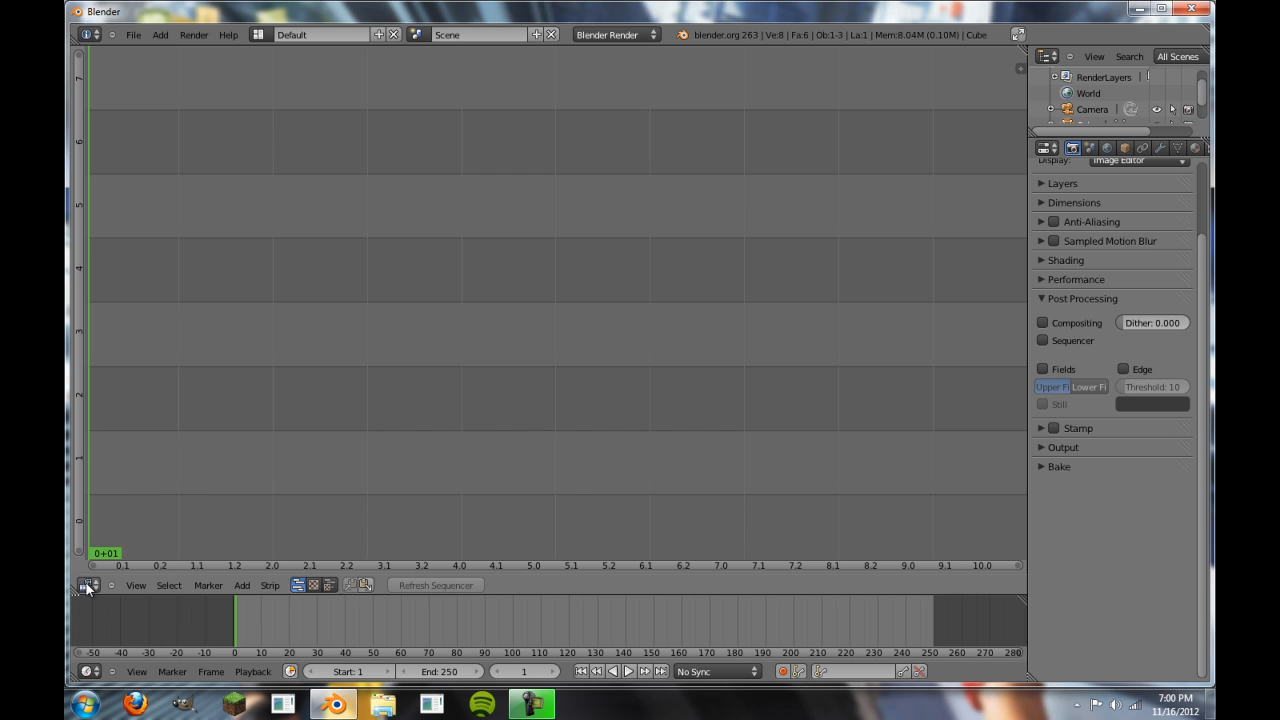 Blender
File Add Render Help Default Scene Blender Render blender.org 263 | Ve:8 | Fa:6 | Ob:1-3 | La:1 | Mem:8.04M (0.10M) | Cube
View Search All Scenes
RenderLayers
World
Camera
Display: Image Editor
Layers
Dimensions
Anti-Aliasing
Sampled Motion Blur
Shading
Performance
Post Processing
Compositing Dither: 0.000
Sequencer
Fields Edge
Upper Fi Lower Fi Threshold: 10
Still
Stamp
Output
Bake
7
6
5
4
3
2
1
0
0+01
0.1 0.2 1.1 1.2 2.1 2.1 3.1 3.2 4.0 4.1 5.0 5.1 5.2 6.1 6.2 7.0 7.1 7.2 8.1 8.2 9.0 9.1 10.0
View Select Marker Add Strip Refresh Sequencer
-50 -40 -30 -20 -10 0 10 20 30 40 50 60 70 80 90 100 110 120 130 140 150 160 170 180 190 200 210 220 230 240 250 260 270 280
View Marker Frame Playback Start: 1 End: 250 1 No Sync
7:00 PM
11/16/2012